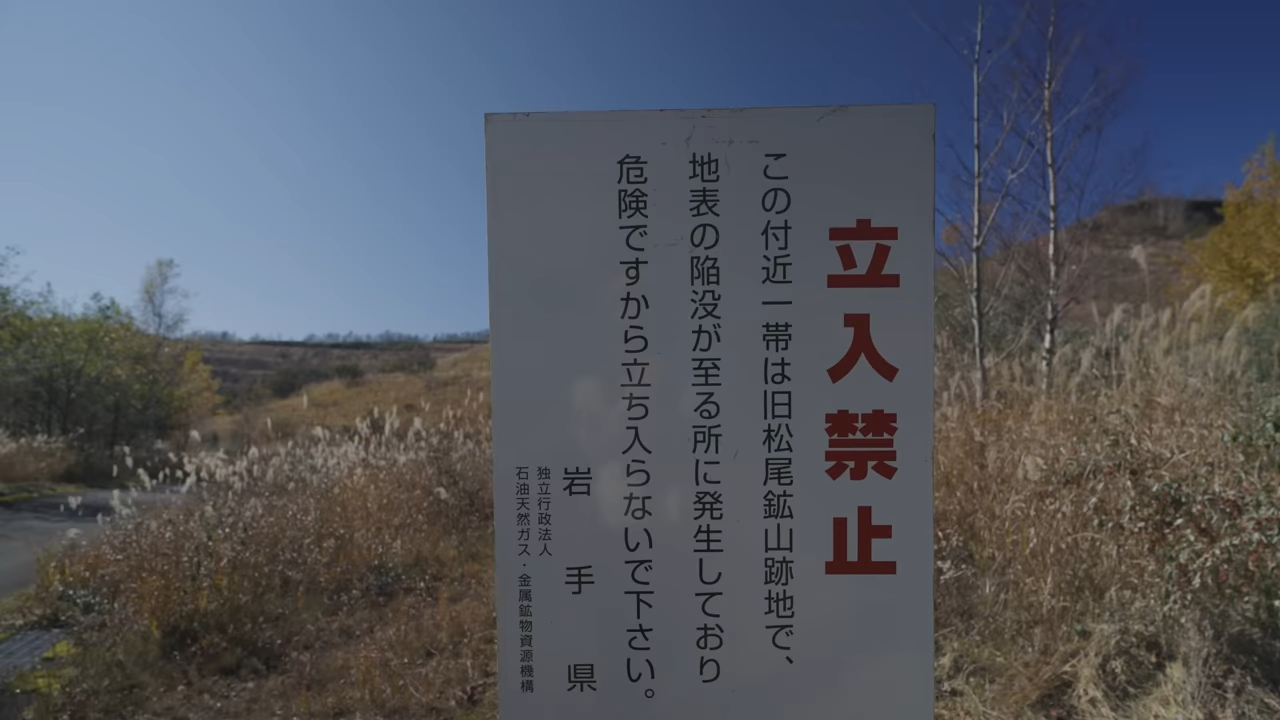 立入禁止
この付近一帯は旧松尾鉱山跡地で、
地表の陥没が至る所に発生しており
危険ですから立ち入らないで下さい。
岩手県
独立行政法人
石油天然ガス・金属鉱物資源機構